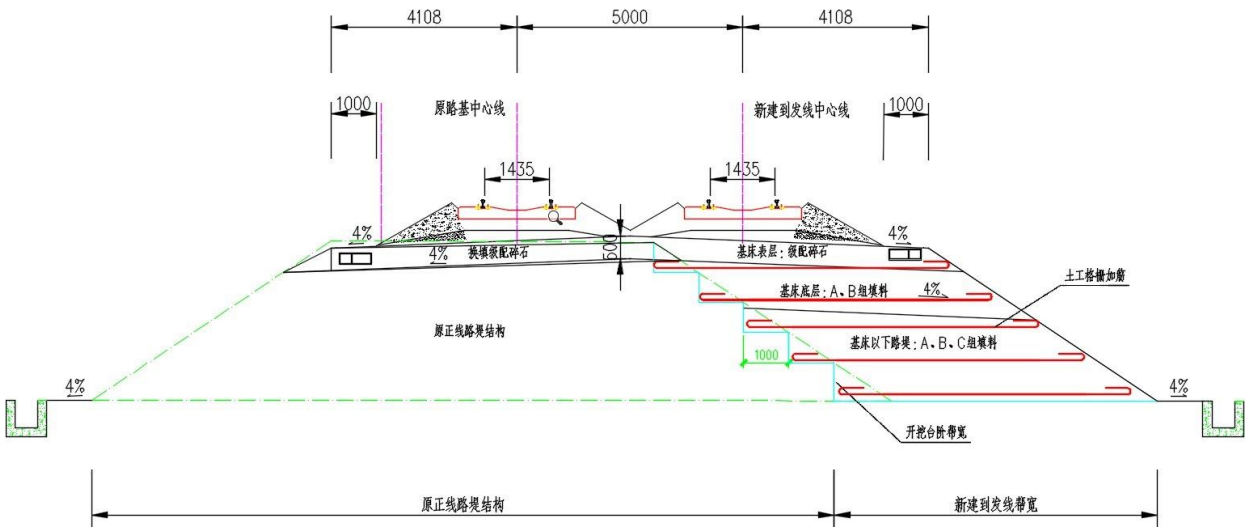 4108 5000 4108
1000 原路基中心线 新建到发线中心线 1000
1435 1435
4% 4%
换填级配碎石 500 基床表层：级配碎石
4%
土工格栅加筋
基床底层：A、B组填料 4%
原正线路堤结构 基床以下路堤：A、B、C组填料
1000
4% 4%
开挖台阶帮宽
原正线路堤结构 新建到发线帮宽